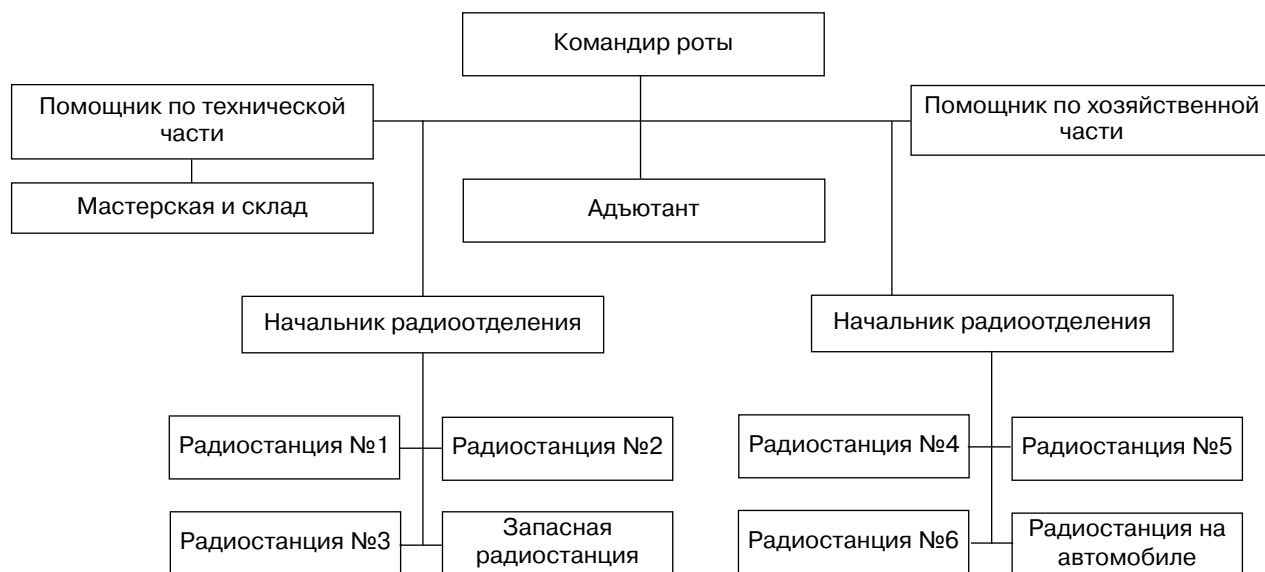 Командир роты
Помощник по технической
части
Помощник по хозяйственной
части
Мастерская и склад
Адъютант
Начальник радиоотделения
Начальник радиоотделения
Радиостанция №1
Радиостанция №2
Радиостанция №4
Радиостанция №5
Радиостанция №3
Запасная
радиостанция
Радиостанция №6
Радиостанция на
автомобиле